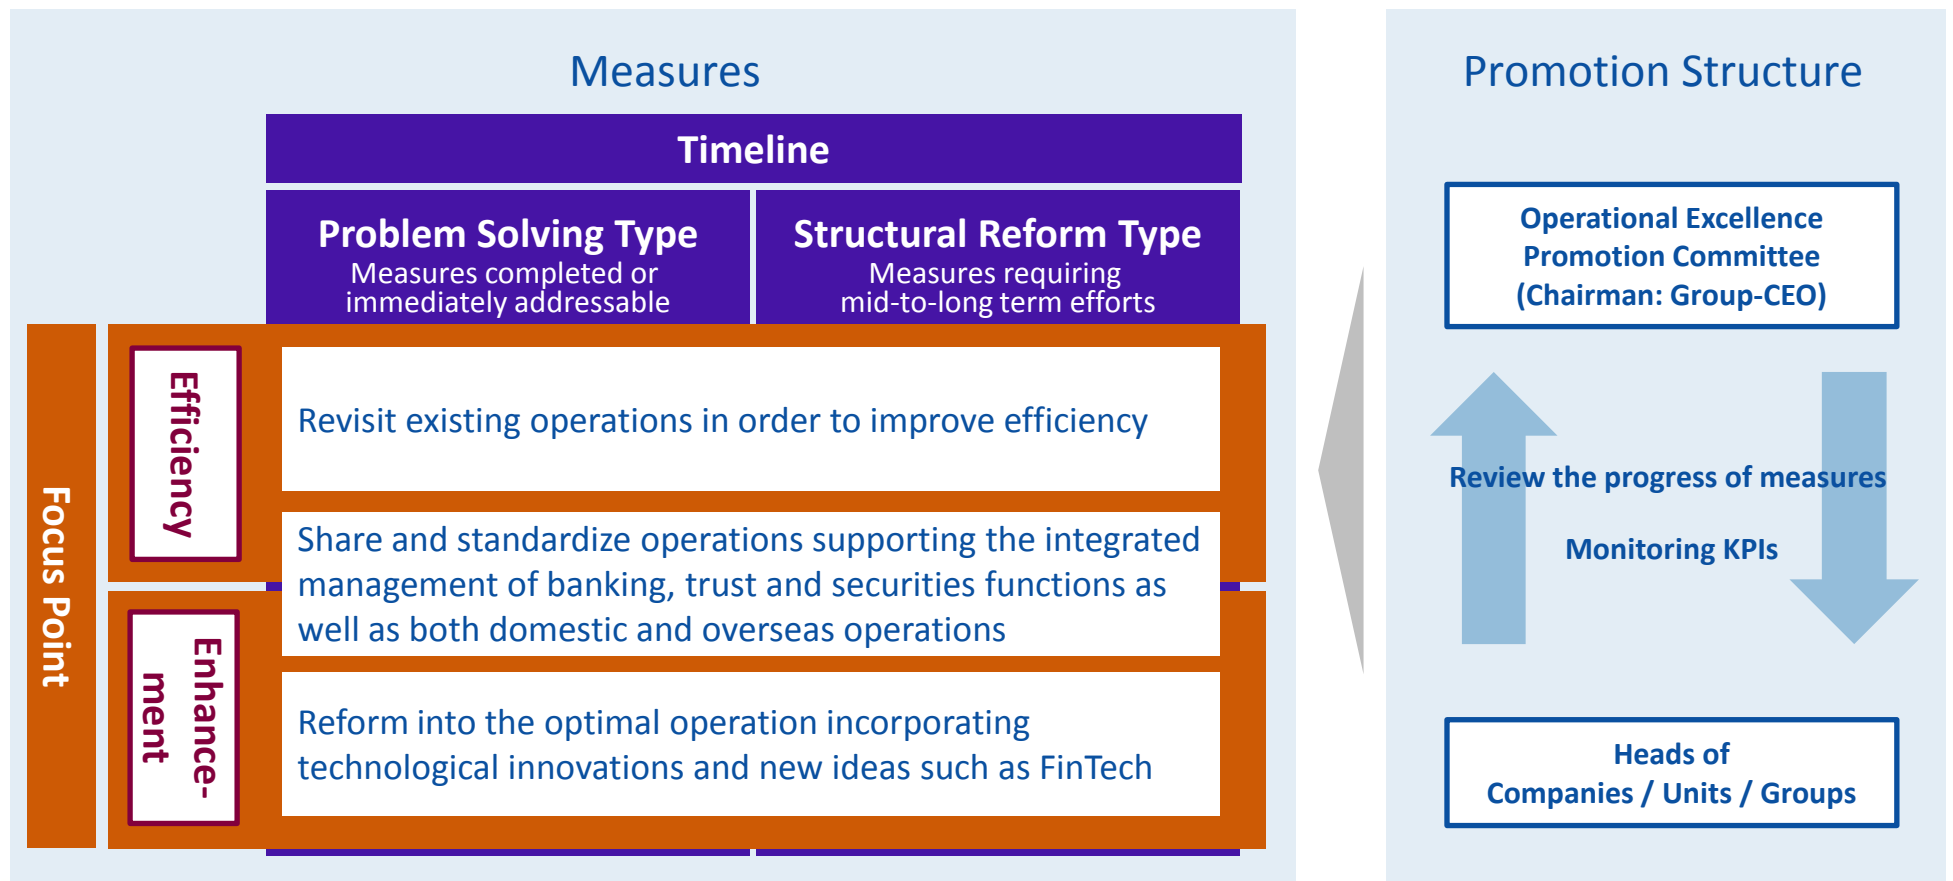 Measures
Timeline
Problem Solving Type
Measures completed or
immediately addressable
Structural Reform Type
Measures requiring
mid-to-long term efforts
Focus Point
Efficiency
Revisit existing operations in order to improve efficiency
Share and standardize operations supporting the integrated
management of banking, trust and securities functions as
well as both domestic and overseas operations
Enhance-
ment
Reform into the optimal operation incorporating
technological innovations and new ideas such as FinTech
Promotion Structure
Operational Excellence
Promotion Committee
(Chairman: Group-CEO)
Review the progress of measures
Monitoring KPIs
Heads of
Companies / Units / Groups